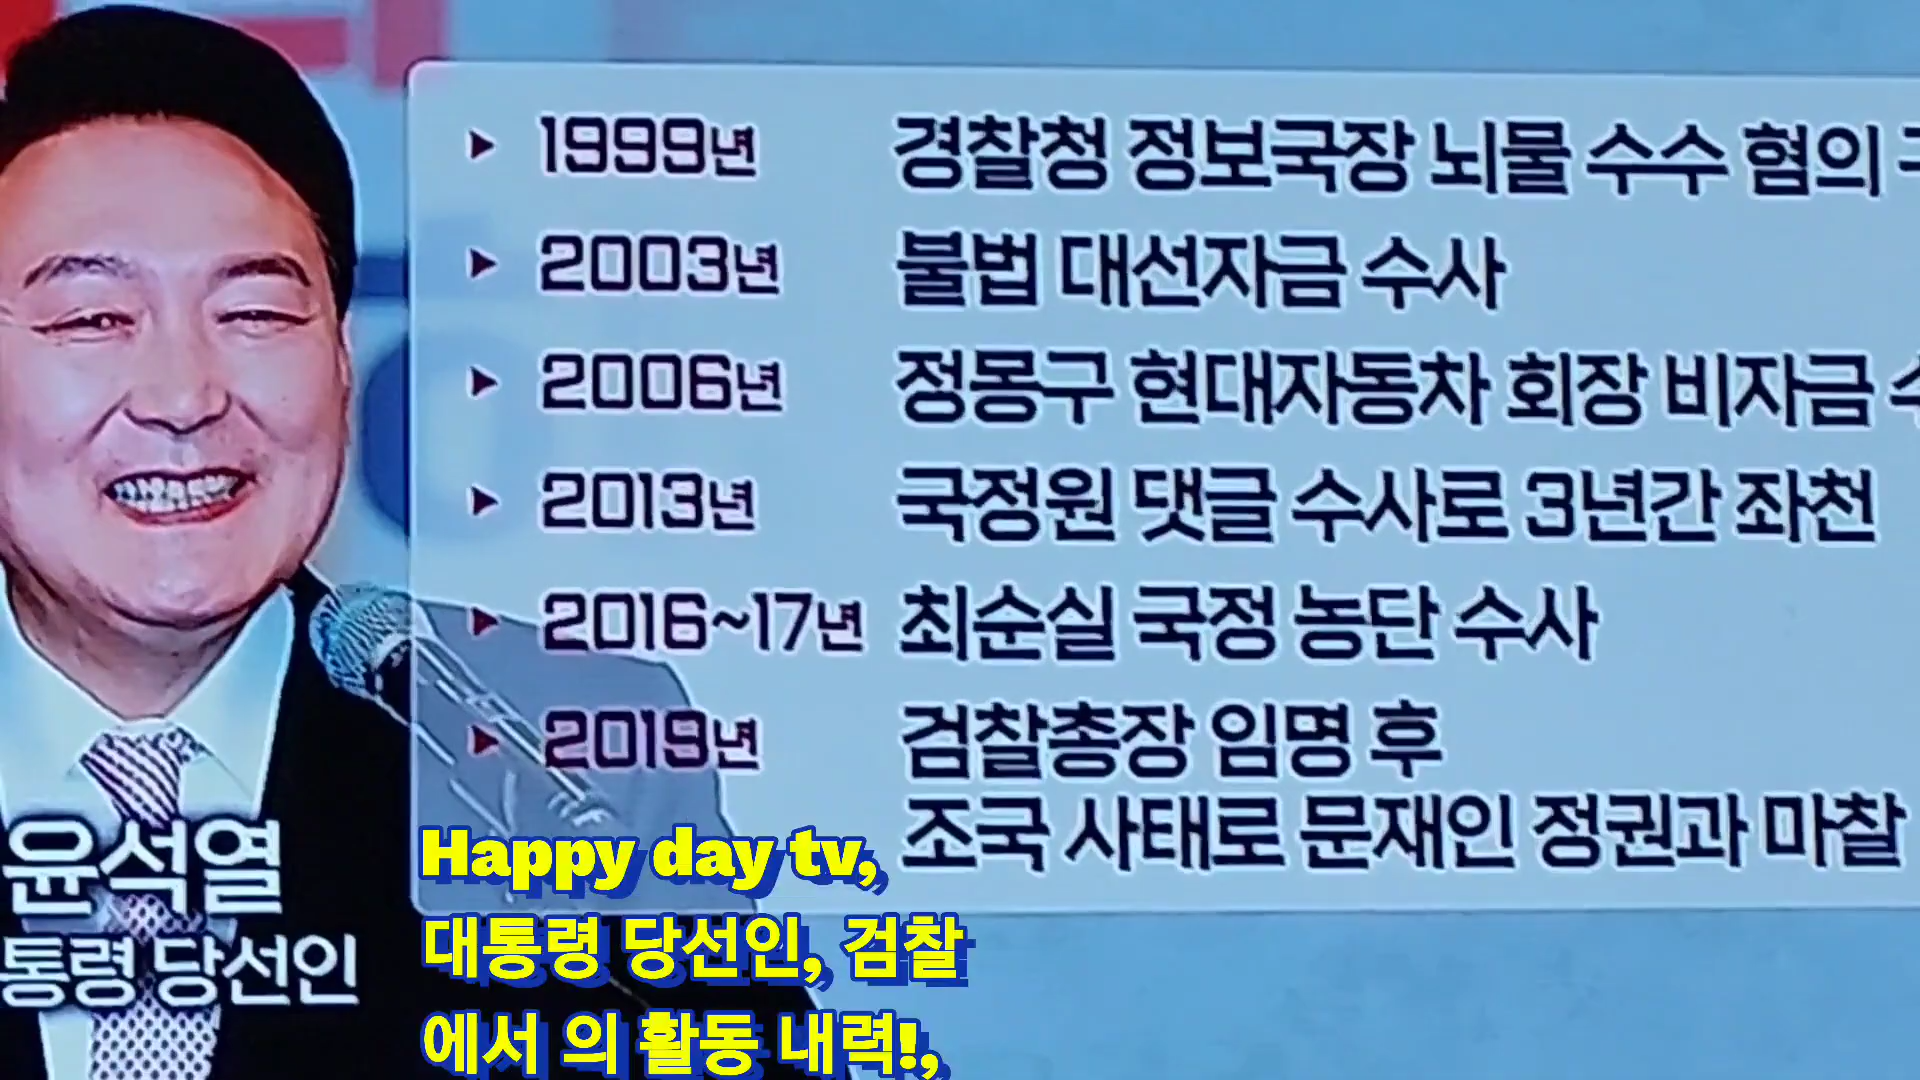 1999년 경찰청 정보국장 뇌물 수수 혐의
2003년 불법 대선자금 수사
2006년 정몽구 현대자동차 회장 비자금
2013년 국정원 댓글 수사로 3년간 좌천
2016~17년 최순실 국정 농단 수사
2019년 검찰총장 임명 후
조국 사태로 문재인 정권과 마찰
윤석열
통령 당선인
Happy day tv,
대통령 당선인, 검찰
에서 의 활동 내력!,